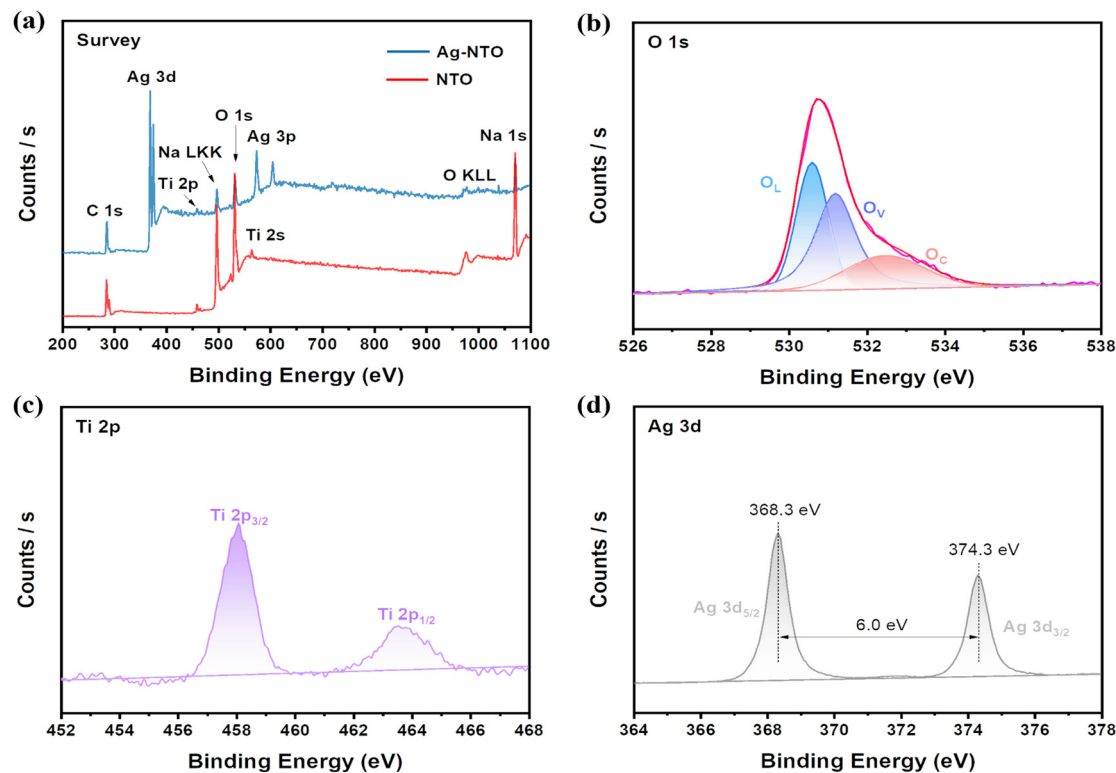 (a)
Survey
Ag-NTO
NTO
Ag 3d
O 1s
Na 1s
Ag 3p
Na LKK
Ti 2p
O KLL
C 1s
Ti 2s
Counts / s
200 300 400 500 600 700 800 900 1000 1100
Binding Energy (eV)
(b)
O 1s
O_L
O_V
O_C
Counts / s
526 528 530 532 534 536 538
Binding Energy (eV)
(c)
Ti 2p
Ti 2p3/2
Ti 2p1/2
Counts / s
452 454 456 458 460 462 464 466 468
Binding Energy (eV)
(d)
Ag 3d
368.3 eV
374.3 eV
Ag 3d5/2
6.0 eV
Ag 3d3/2
Counts / s
364 366 368 370 372 374 376 378
Binding Energy (eV)